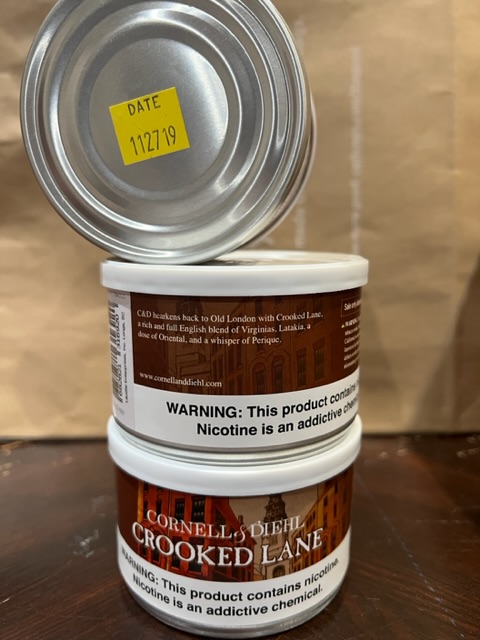 DATE
112719
C&D hearkens back to Old London with Crooked Lane,
a rich and full English blend of Virginias, Latakia, a
dose of Oriental, and a whisper of Perique.
www.cornellanddiehl.com
WARNING: This product contains
Nicotine is an addictive
CORNELL & DIEHL
CROOKED LANE
WARNING: This product contains nicotine.
Nicotine is an addictive chemical.